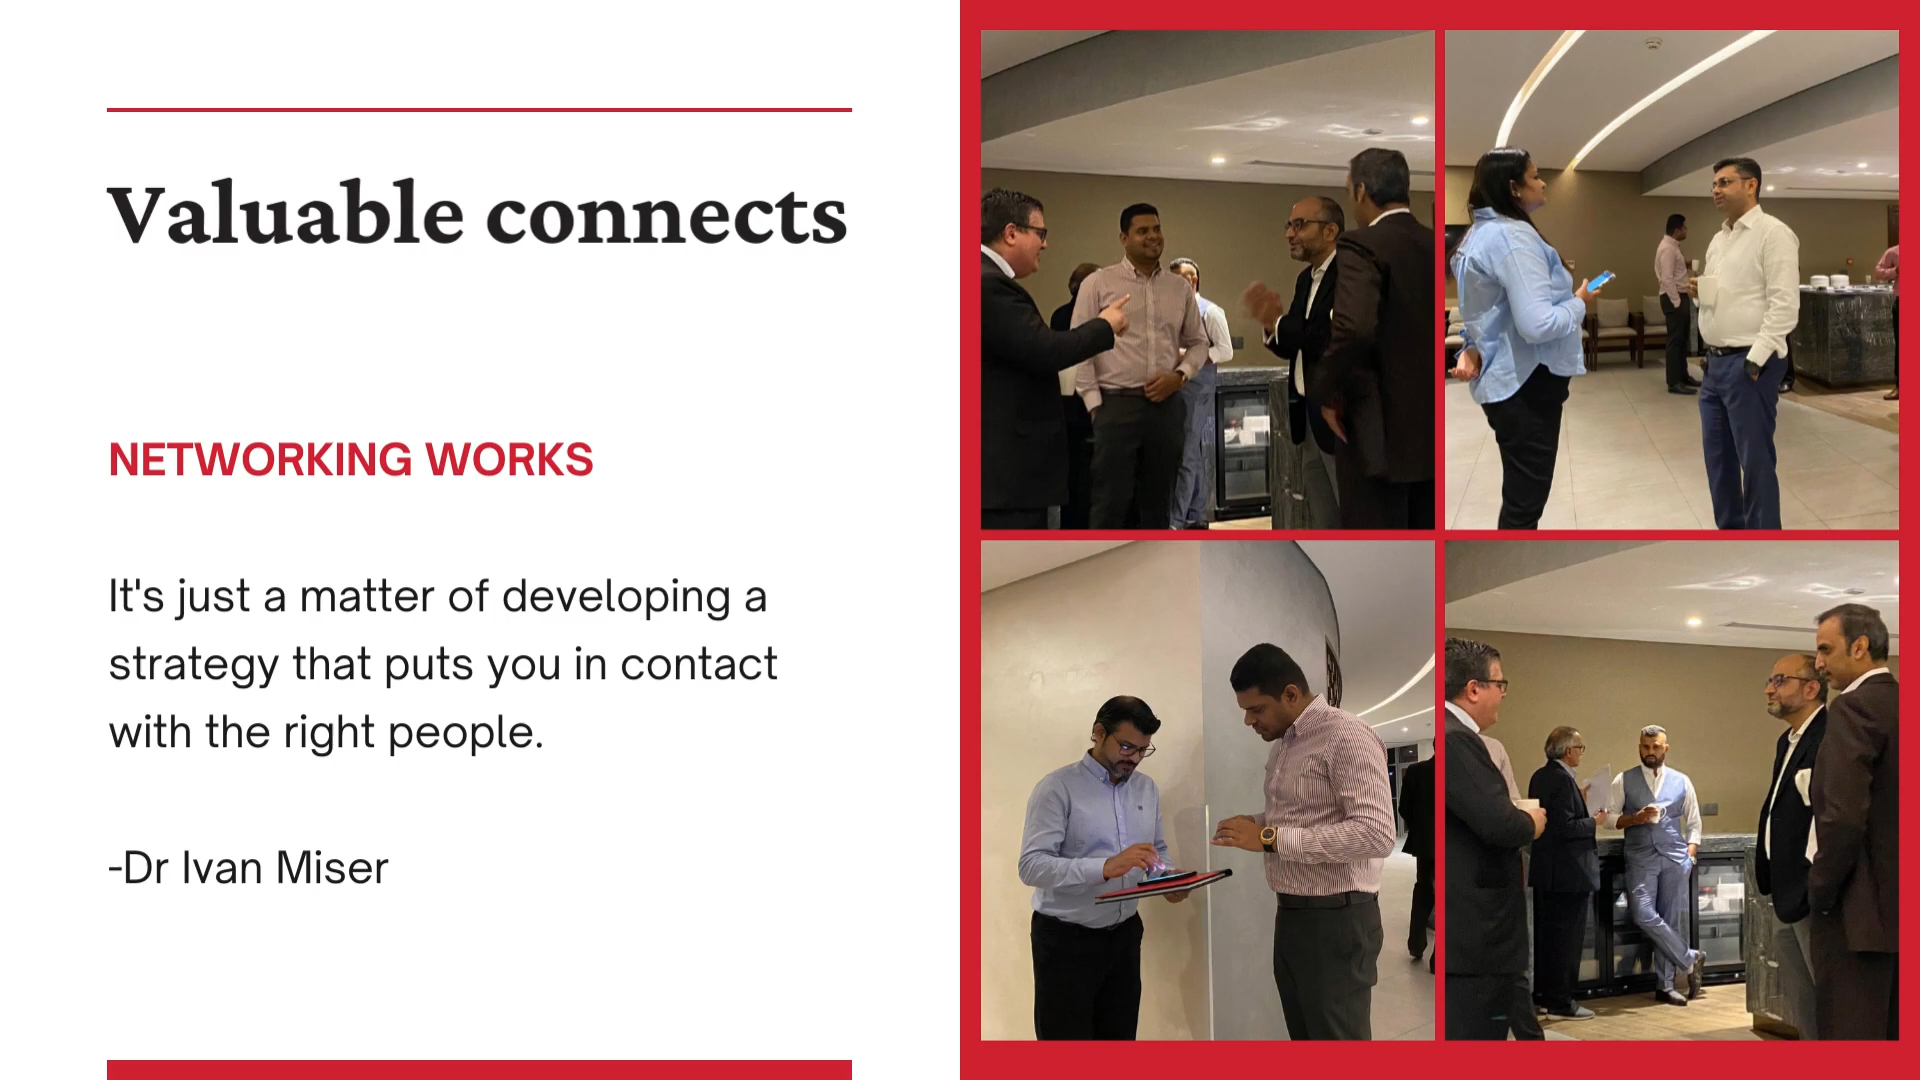 Valuable connects
NETWORKING WORKS
It's just a matter of developing a
strategy that puts you in contact
with the right people.
-Dr Ivan Miser